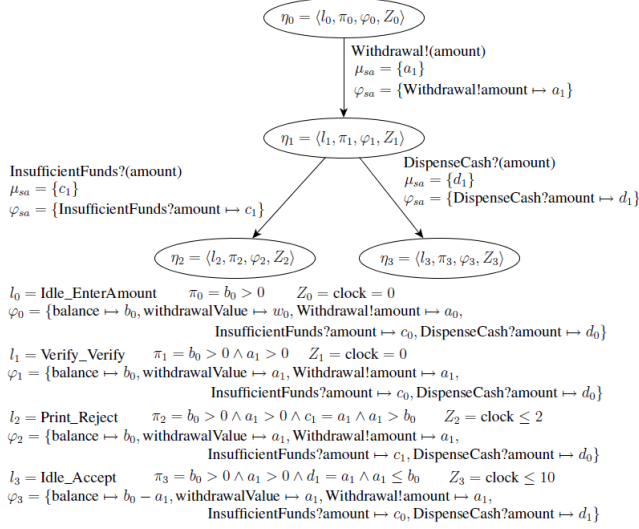 η₀ = ⟨l₀, π₀, φ₀, Z₀⟩
Withdrawal!(amount)
μₛₐ = {a₁}
φₛₐ = {Withdrawal!amount ↦ a₁}
η₁ = ⟨l₁, π₁, φ₁, Z₁⟩
InsufficientFunds?(amount)
μₛₐ = {c₁}
φₛₐ = {InsufficientFunds?amount ↦ c₁}
DispenseCash?(amount)
μₛₐ = {d₁}
φₛₐ = {DispenseCash?amount ↦ d₁}
η₂ = ⟨l₂, π₂, φ₂, Z₂⟩
η₃ = ⟨l₃, π₃, φ₃, Z₃⟩
l₀ = Idle_EnterAmount π₀ = b₀ > 0 Z₀ = clock = 0
φ₀ = {balance ↦ b₀, withdrawalValue ↦ w₀, Withdrawal!amount ↦ a₀,
InsufficientFunds?amount ↦ c₀, DispenseCash?amount ↦ d₀}
l₁ = Verify_Verify π₁ = b₀ > 0 ∧ a₁ > 0 Z₁ = clock = 0
φ₁ = {balance ↦ b₀, withdrawalValue ↦ a₁, Withdrawal!amount ↦ a₁,
InsufficientFunds?amount ↦ c₀, DispenseCash?amount ↦ d₀}
l₂ = Print_Reject π₂ = b₀ > 0 ∧ a₁ > 0 ∧ c₁ = a₁ ∧ a₁ > b₀ Z₂ = clock ≤ 2
φ₂ = {balance ↦ b₀, withdrawalValue ↦ a₁, Withdrawal!amount ↦ a₁,
InsufficientFunds?amount ↦ c₁, DispenseCash?amount ↦ d₀}
l₃ = Idle_Accept π₃ = b₀ > 0 ∧ a₁ > 0 ∧ d₁ = a₁ ∧ a₁ ≤ b₀ Z₃ = clock ≤ 10
φ₃ = {balance ↦ b₀ − a₁, withdrawalValue ↦ a₁, Withdrawal!amount ↦ a₁,
InsufficientFunds?amount ↦ c₀, DispenseCash?amount ↦ d₁}